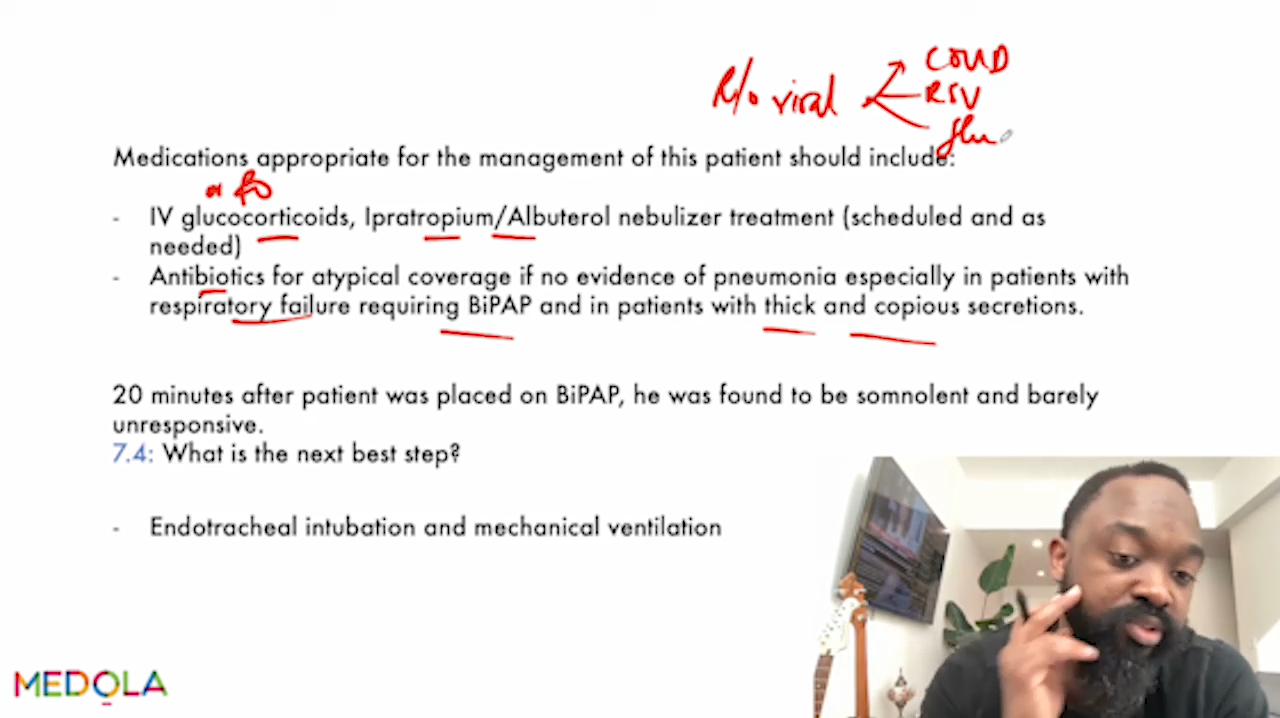 R/o viral
COVID
RSV
flu
Medications appropriate for the management of this patient should include:
or PO
- IV glucocorticoids, Ipratropium/Albuterol nebulizer treatment (scheduled and as
needed)
- Antibiotics for atypical coverage if no evidence of pneumonia especially in patients with
respiratory failure requiring BiPAP and in patients with thick and copious secretions.
20 minutes after patient was placed on BiPAP, he was found to be somnolent and barely
unresponsive.
7.4: What is the next best step?
- Endotracheal intubation and mechanical ventilation
MEDOLA